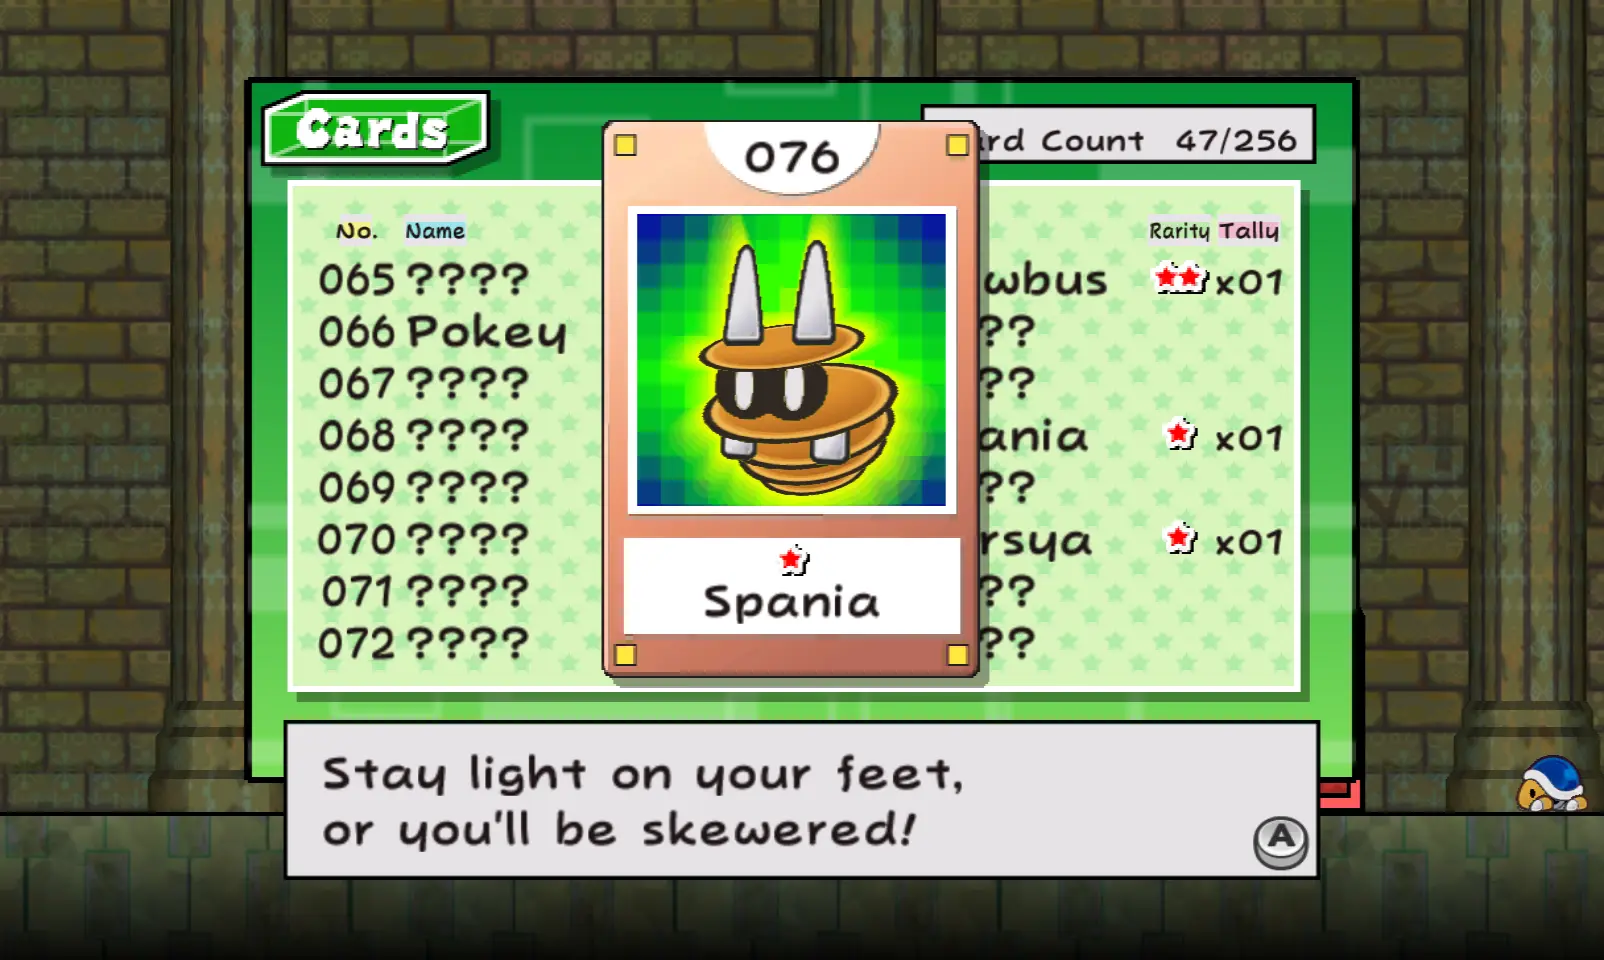 Cards
Card Count 47/256
076
No. Name
Rarity Tally
065 ????
066 Pokey
067 ????
068 ????
069 ????
070 ????
071 ????
072 ????
wbus x01
??
??
ania x01
??
rsya x01
??
??
Spania
Stay light on your feet,
or you'll be skewered!
A